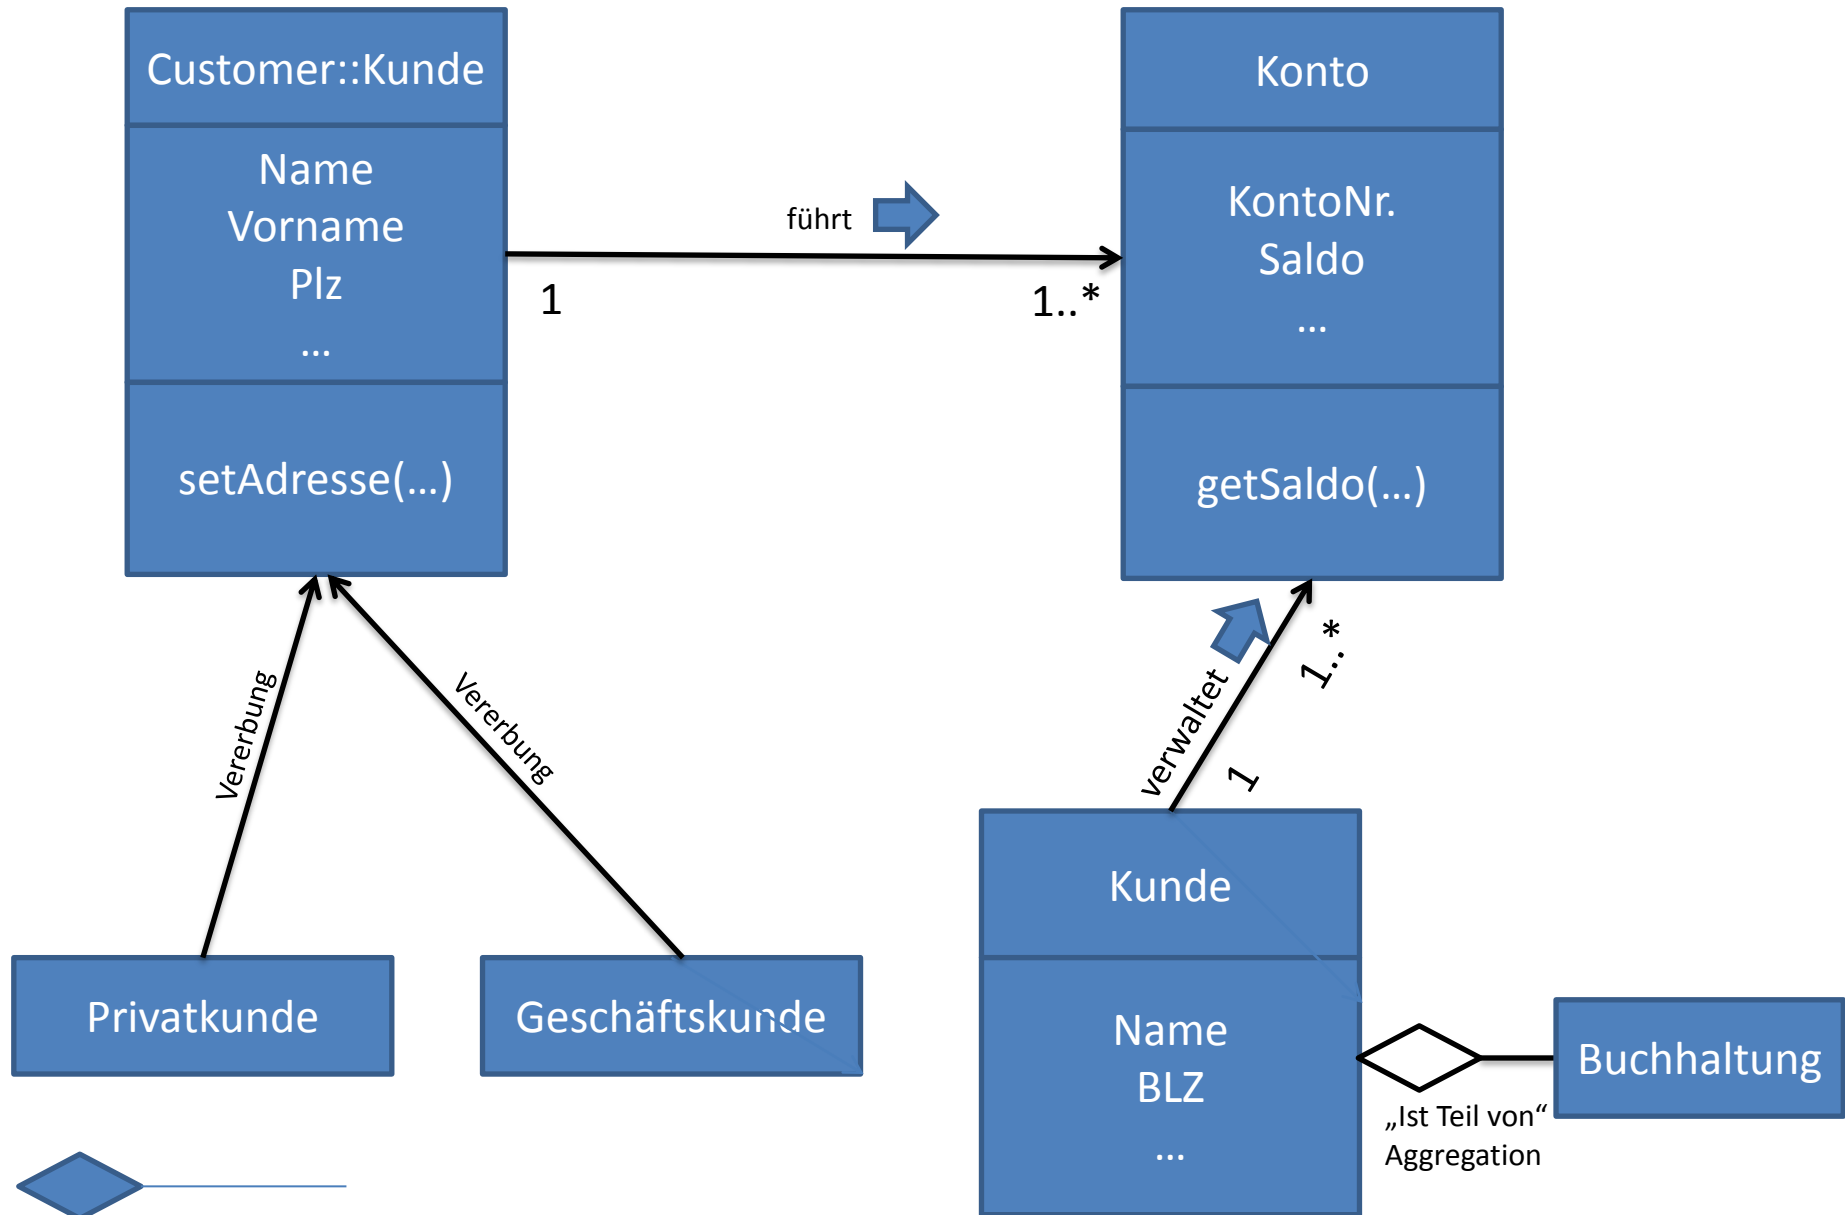 Customer::Kunde
Name
Vorname
Plz
...
setAdresse(...)
führt
1
1..*
Konto
KontoNr.
Saldo
...
getSaldo(...)
Vererbung
Vererbung
verwaltet
1..*
1
Privatkunde
Geschäftskunde
Kunde
Name
BLZ
...
Buchhaltung
„Ist Teil von“
Aggregation